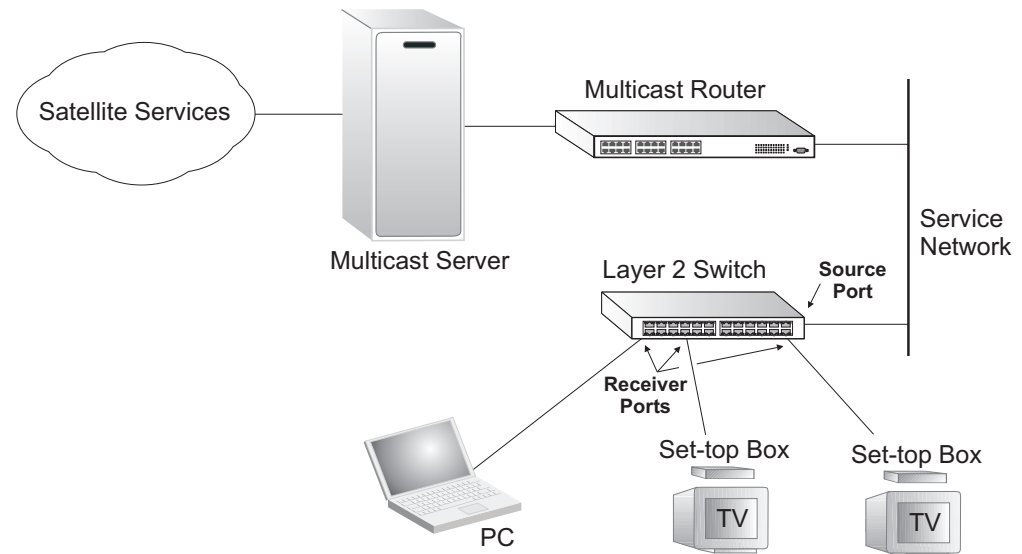 Satellite Services
Multicast Router
Multicast Server
Service
Network
Layer 2 Switch
Source
Port
Receiver
Ports
Set-top Box
Set-top Box
TV
TV
PC